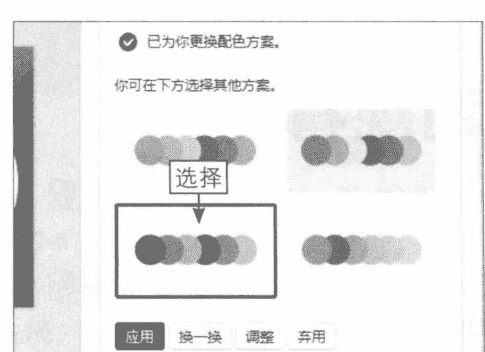 已为你更换配色方案。
你可在下方选择其他方案。
选择
应用 换一换 调整 弃用